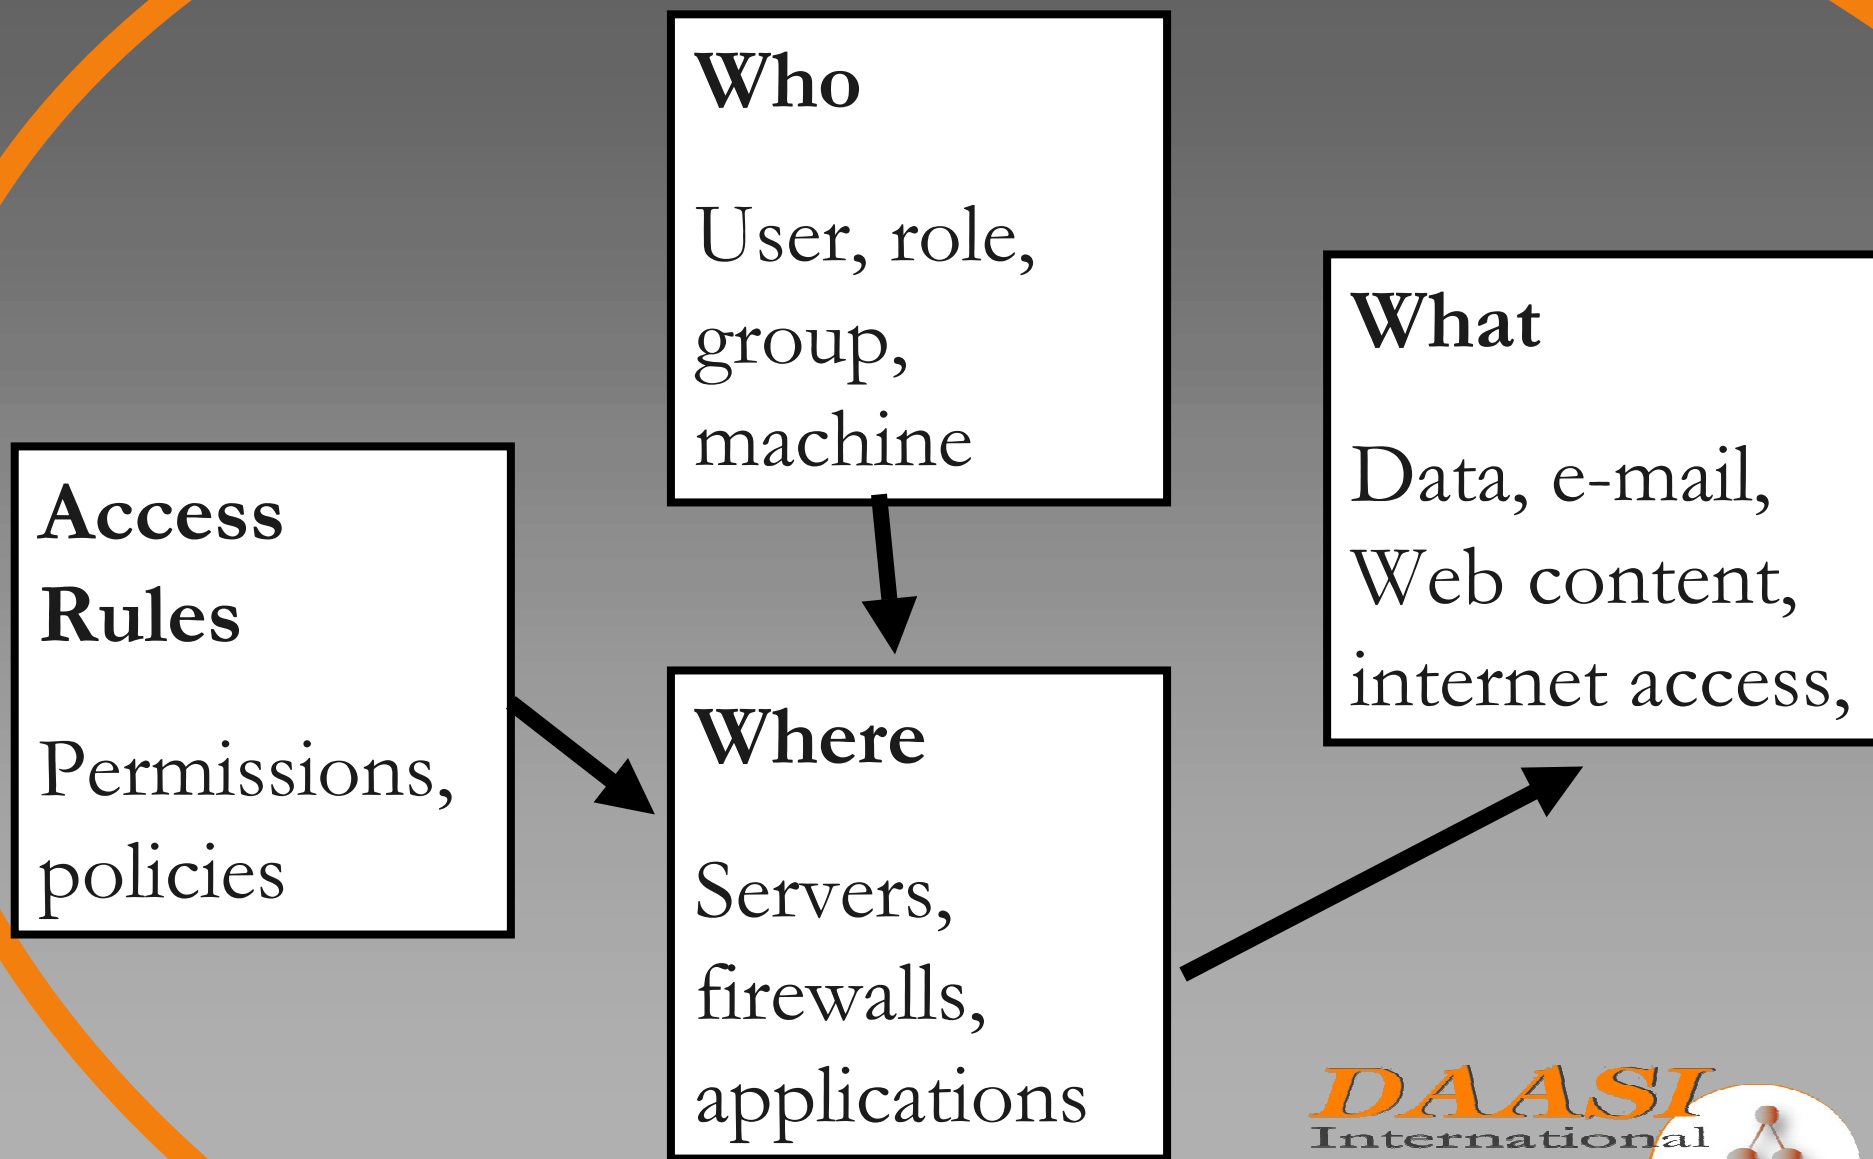 Who
User, role,
group,
machine
What
Data, e-mail,
Web content,
internet access,
Access
Rules
Permissions,
policies
Where
Servers,
firewalls,
applications
DAASI
International